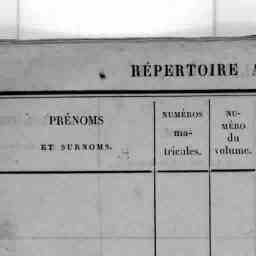 RÉPERTOIRE
PRÉNOMS
ET SURNOMS.
NUMÉROS
ma-
tricules.
NU-
MÉRO
du
volume.